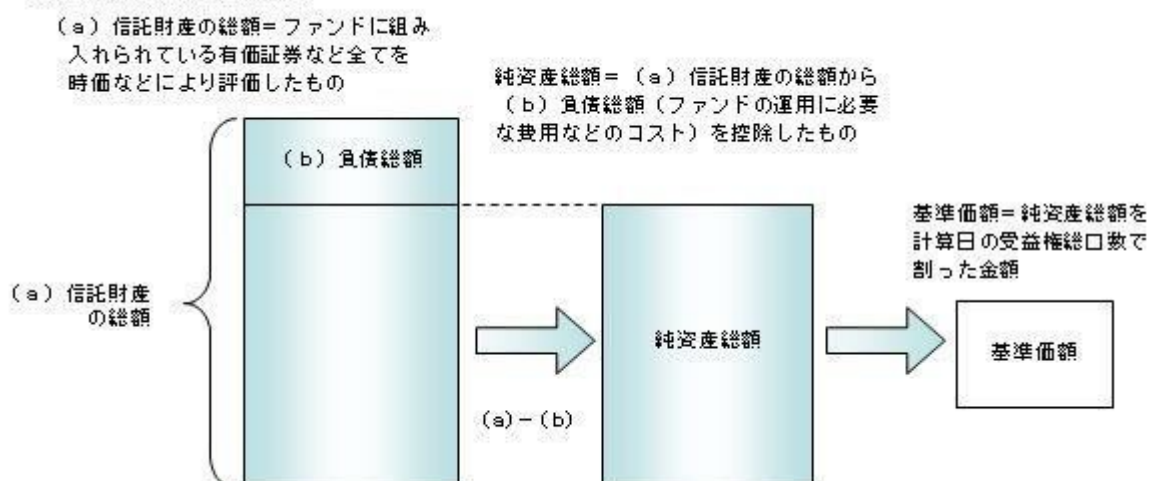 (a)信託財産の総額=ファンドに組み
入れられている有価証券など全てを
時価などにより評価したもの
純資産総額=(a)信託財産の総額から
(b)負債総額(ファンドの運用に必要
な費用などのコスト)を控除したもの
(b)負債総額
基準価額=純資産総額を
計算日の受益権総口数で
割った金額
(a)信託財産
の総額
純資産総額
基準価額
(a)-(b)